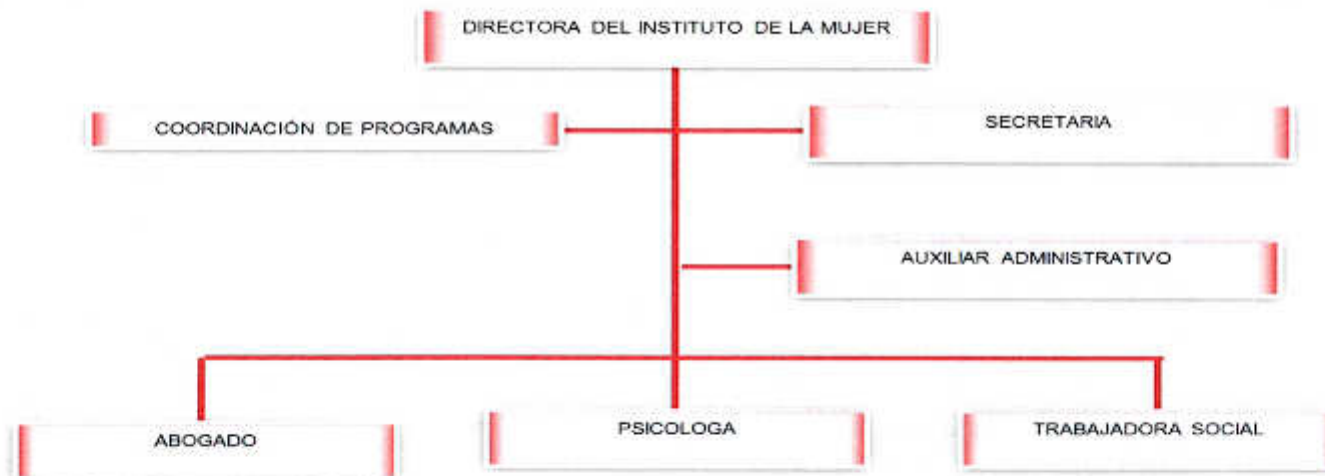 DIRECTORA DEL INSTITUTO DE LA MUJER
COORDINACIÓN DE PROGRAMAS
SECRETARIA
AUXILIAR ADMINISTRATIVO
ABOGADO
PSICOLOGA
TRABAJADORA SOCIAL